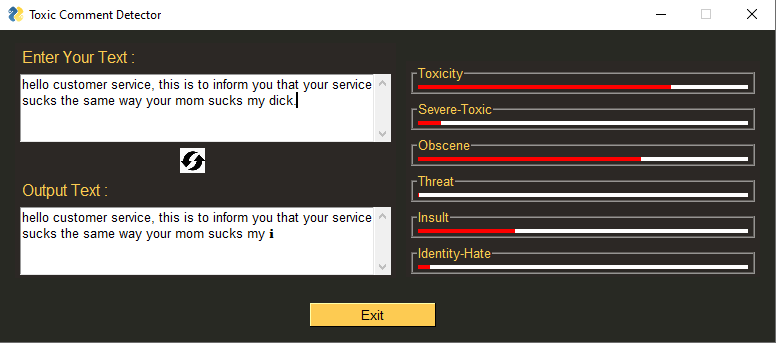 Toxic Comment Detector
Enter Your Text :
hello customer service, this is to inform you that your service
sucks the same way your mom sucks my dick.
Output Text :
hello customer service, this is to inform you that your service
sucks the same way your mom sucks my ℹ
Toxicity
Severe-Toxic
Obscene
Threat
Insult
Identity-Hate
Exit